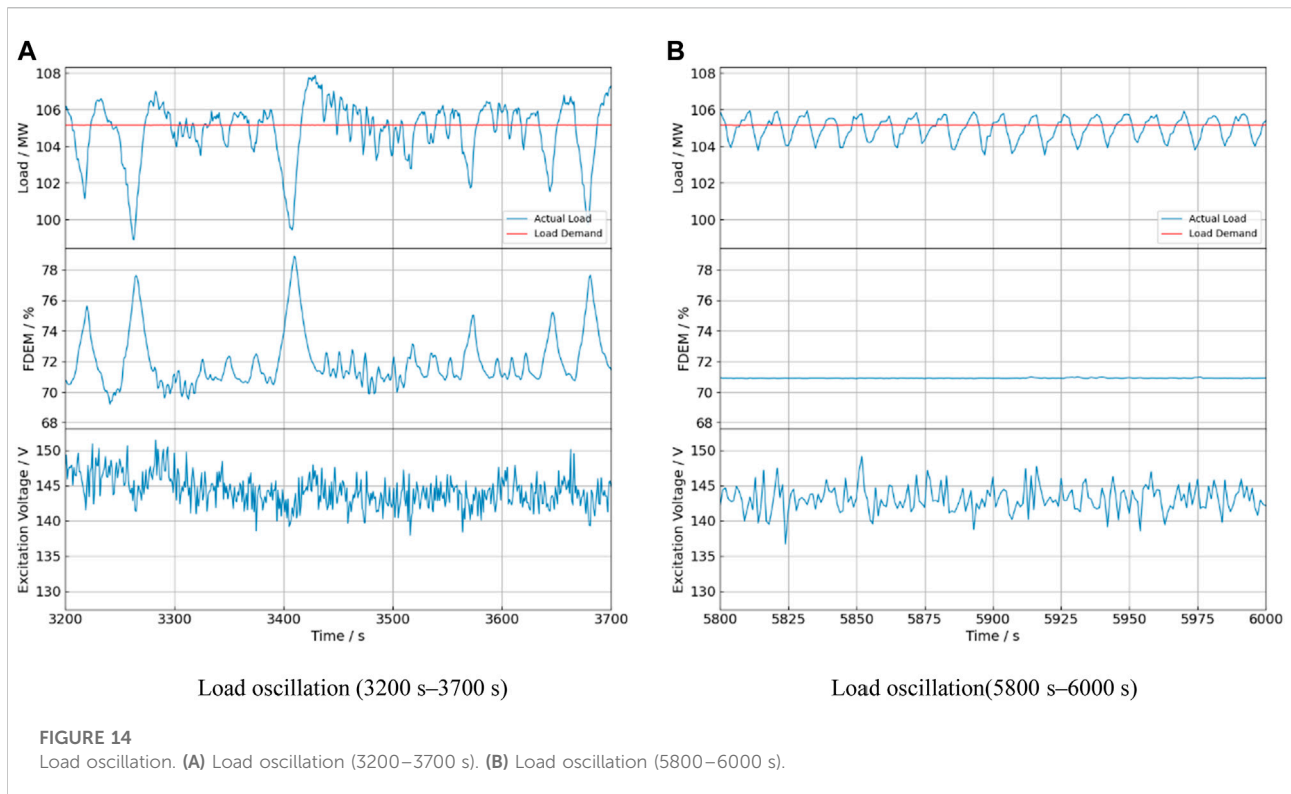 A
B
108
106
104
102
100
Load / MW
Actual Load
Load Demand
78
76
74
72
70
68
FDEM / %
150
145
140
135
130
Excitation Voltage / V
3200
3300
3400
3500
3600
3700
Time / s
108
106
104
102
100
Load / MW
Actual Load
Load Demand
78
76
74
72
70
68
FDEM / %
150
145
140
135
130
Excitation Voltage / V
5800
5825
5850
5875
5900
5925
5950
5975
6000
Time / s
Load oscillation (3200 s–3700 s)
Load oscillation(5800 s–6000 s)
FIGURE 14
Load oscillation. (A) Load oscillation (3200–3700 s). (B) Load oscillation (5800–6000 s).